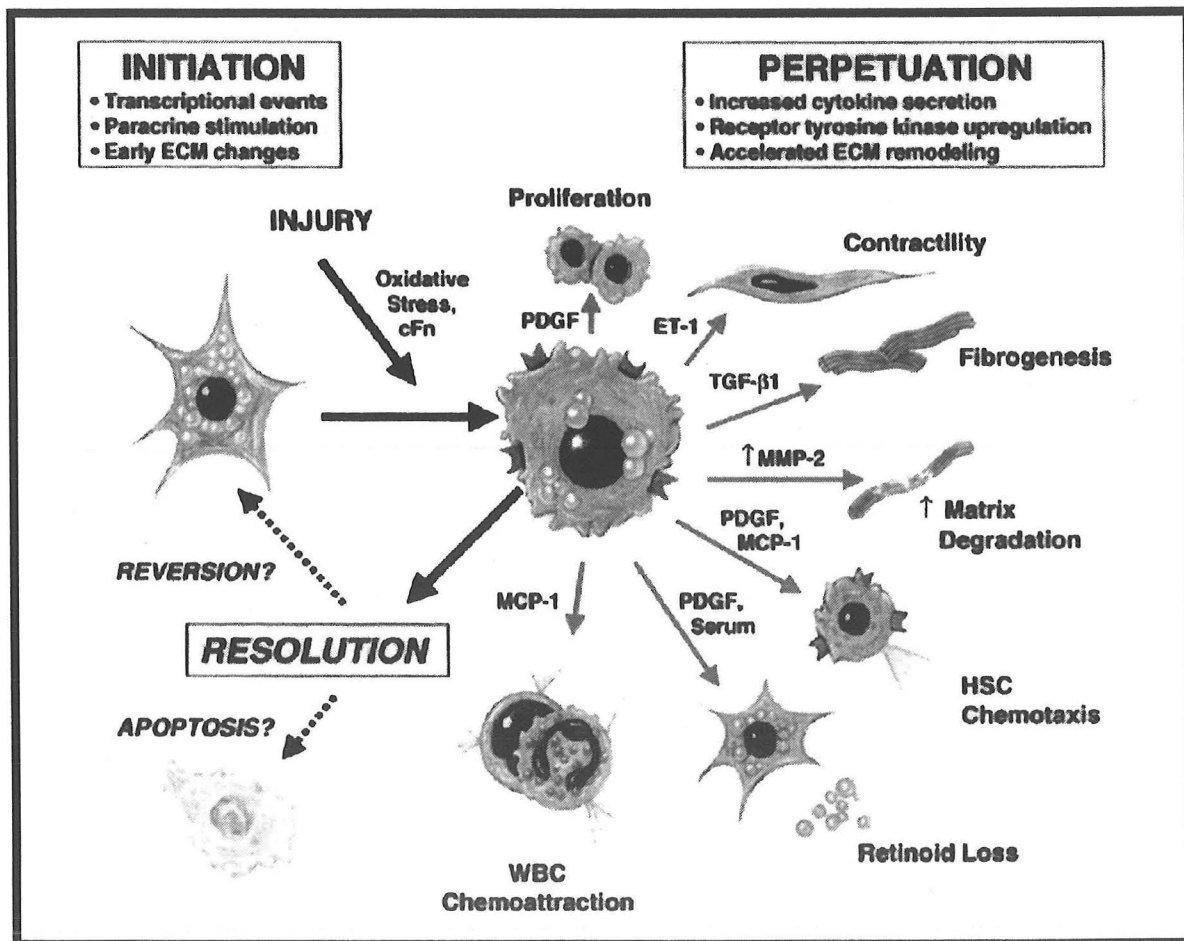 INITIATION
• Transcriptional events
• Paracrine stimulation
• Early ECM changes
PERPETUATION
• Increased cytokine secretion
• Receptor tyrosine kinase upregulation
• Accelerated ECM remodeling
INJURY
Oxidative
Stress,
cFn
Proliferation
PDGF
Contractility
ET-1
TGF-β1
Fibrogenesis
↑MMP-2
↑ Matrix
Degradation
PDGF,
MCP-1
HSC
Chemotaxis
PDGF,
Serum
Retinoid Loss
MCP-1
WBC
Chemoattraction
REVERSION?
RESOLUTION
APOPTOSIS?